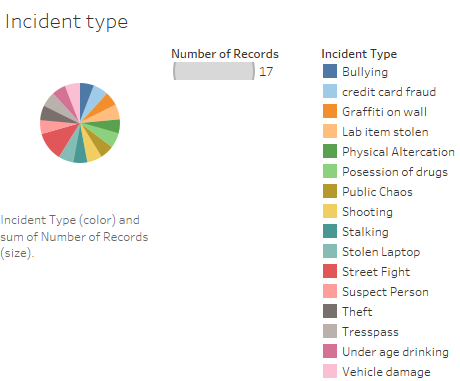 Incident type
Number of Records
17
Incident Type
Bullying
credit card fraud
Graffiti on wall
Lab item stolen
Physical Altercation
Posession of drugs
Public Chaos
Shooting
Stalking
Stolen Laptop
Street Fight
Suspect Person
Theft
Tresspass
Under age drinking
Vehicle damage
Incident Type (color) and
sum of Number of Records
(size).